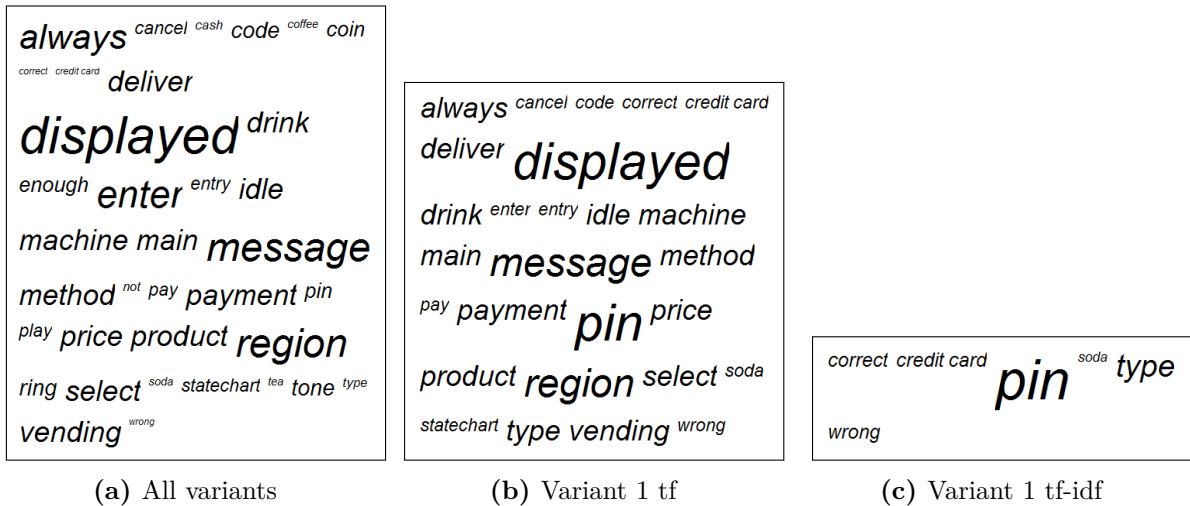 always cancel cash code coffee coin
correct credit card deliver
displayed drink
enough enter entry idle
machine main message
method not pay payment pin
play price product region
ring select soda statechart tea tone type
vending wrong
(a) All variants
always cancel code correct credit card
deliver displayed
drink enter entry idle machine
main message method
pay payment pin price
product region select soda
statechart type vending wrong
(b) Variant 1 tf
correct credit card pin soda type
wrong
(c) Variant 1 tf-idf